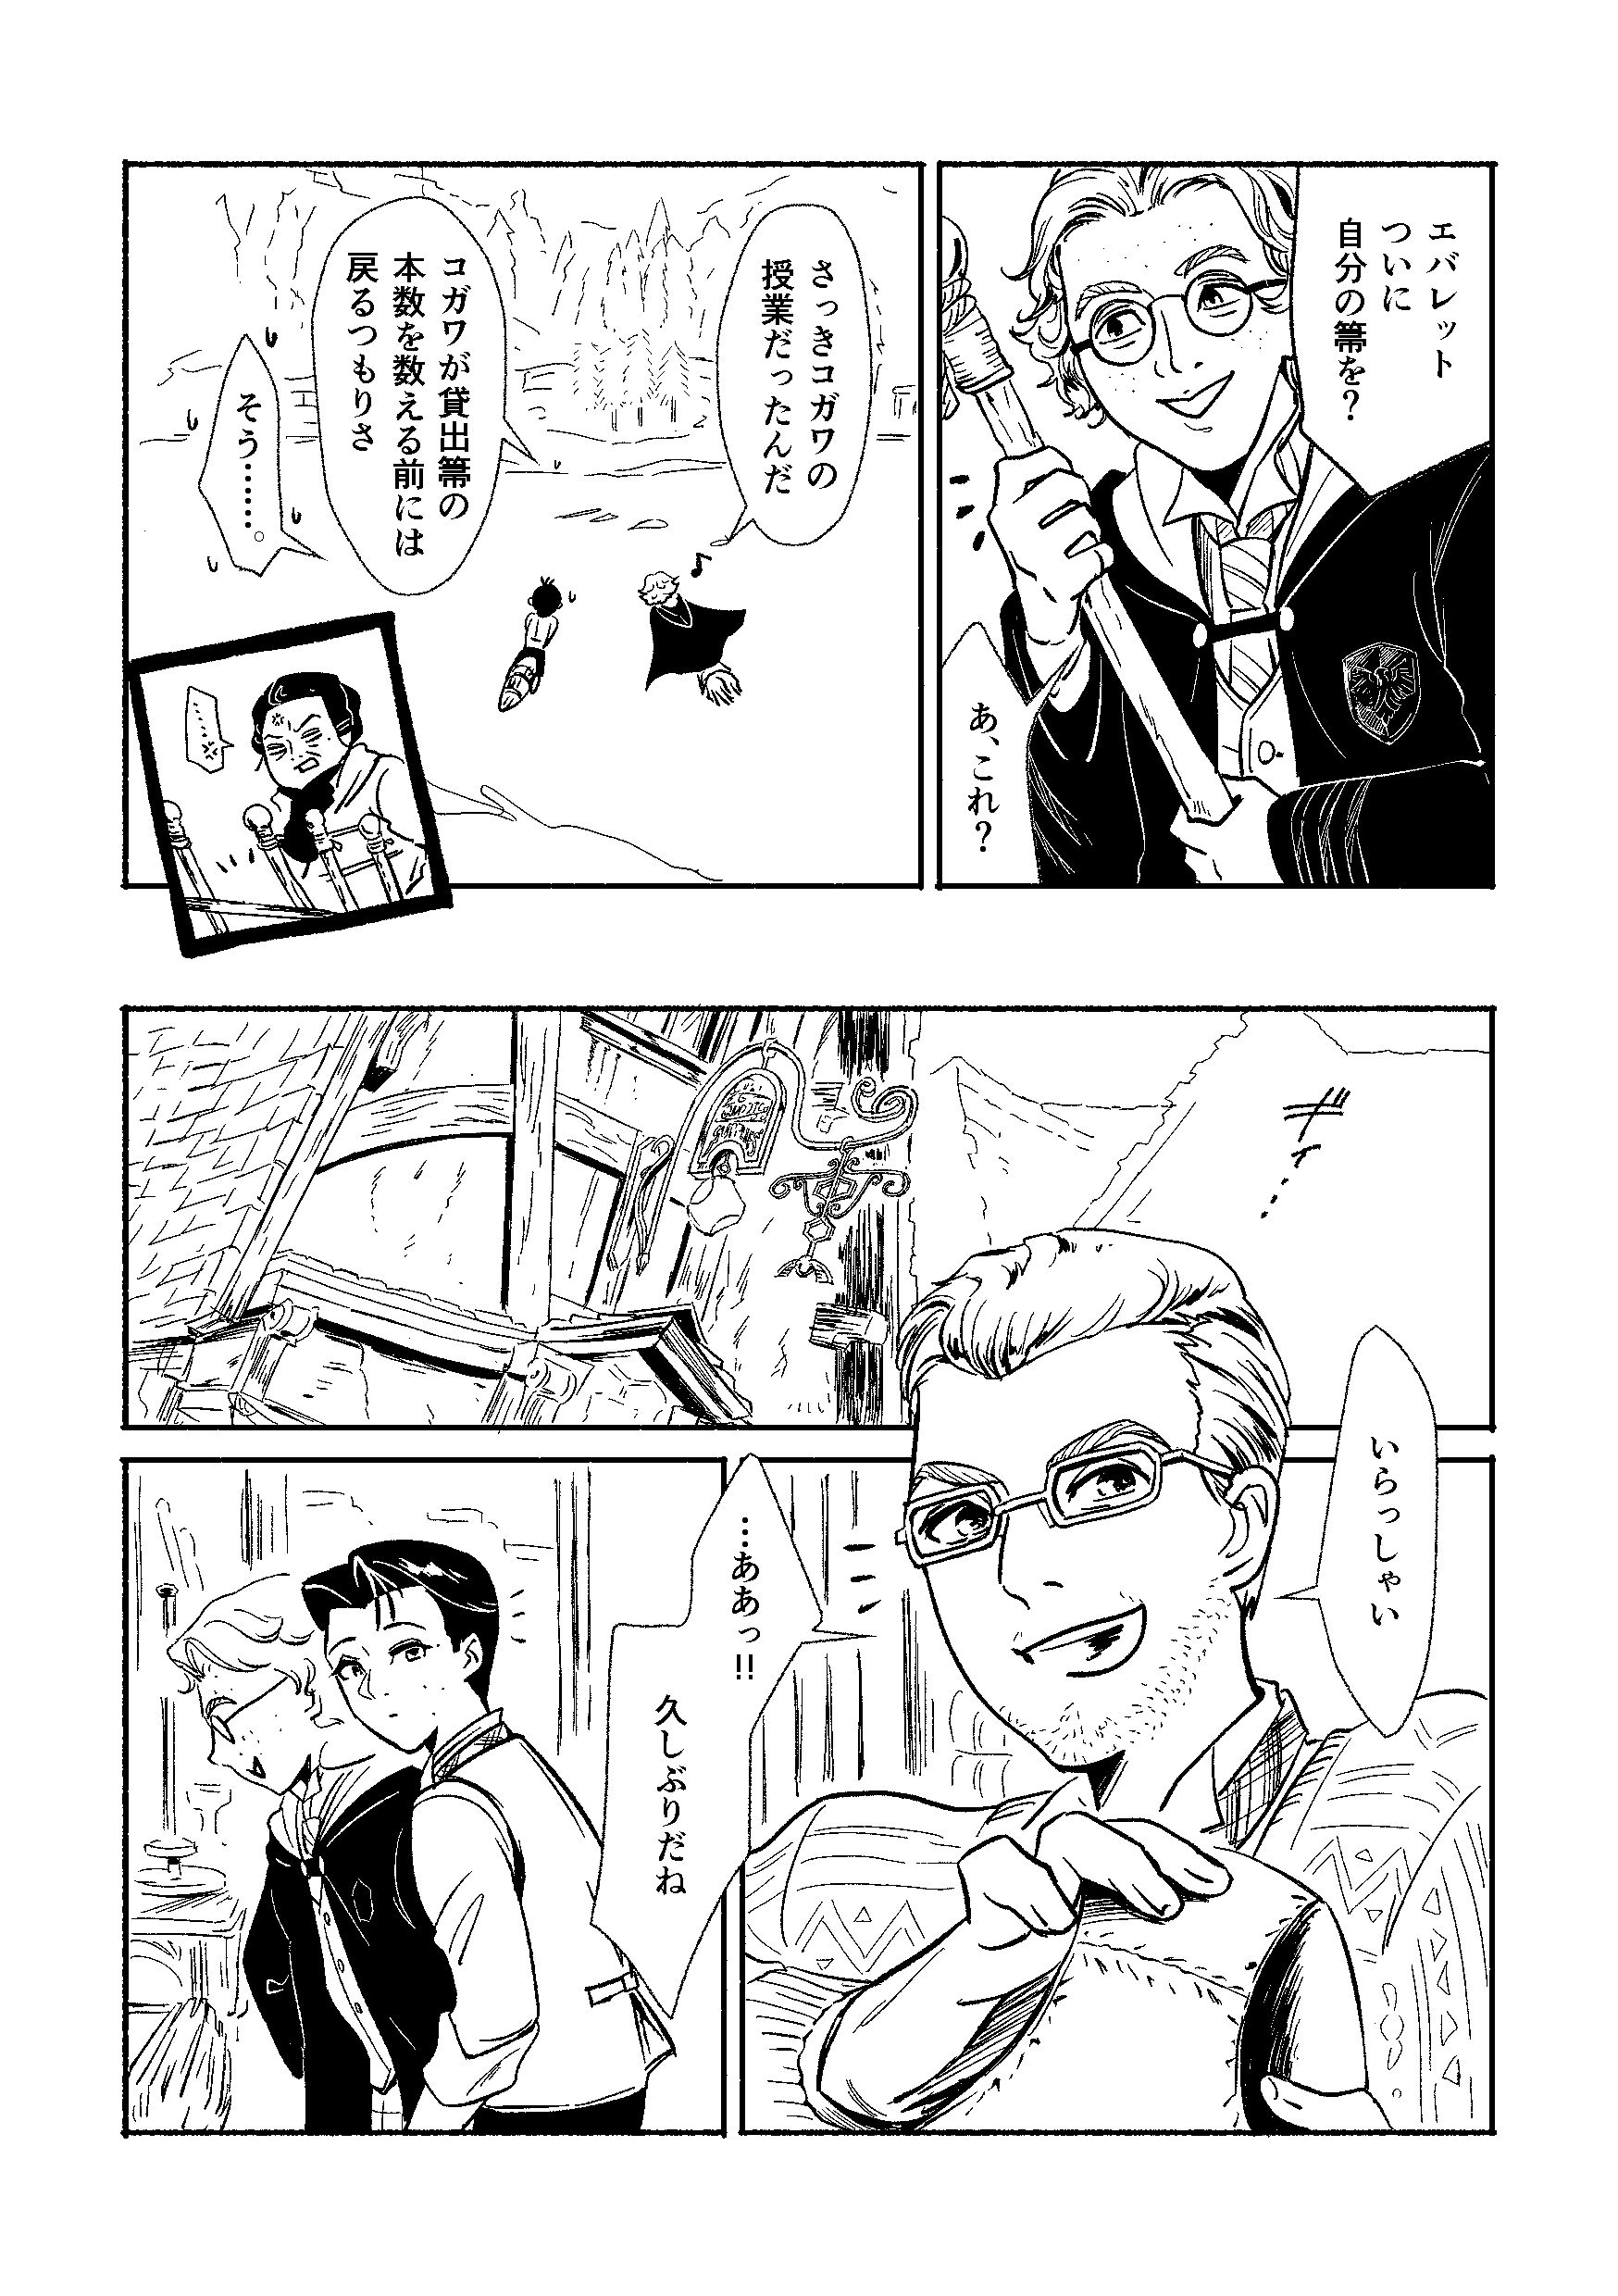 エバレット
ついに
自分の箒を?
あ、これ?
さっきコガワの
授業だったんだ
コガワが貸出箒の
本数を数える前には
戻るつもりさ
そう……。
……
ギィ…
いらっしゃい
…ああっ!!
久しぶりだね